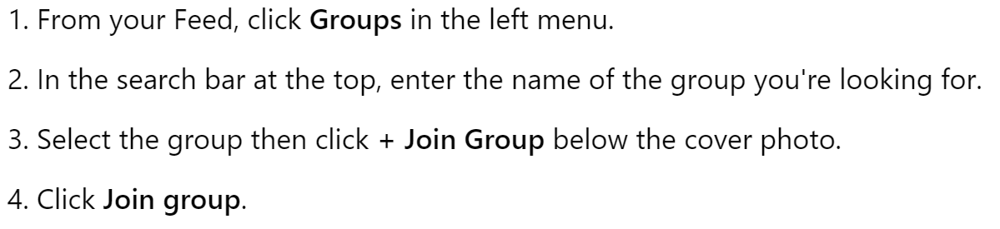 1. From your Feed, click Groups in the left menu.
2. In the search bar at the top, enter the name of the group you're looking for.
3. Select the group then click + Join Group below the cover photo.
4. Click Join group.